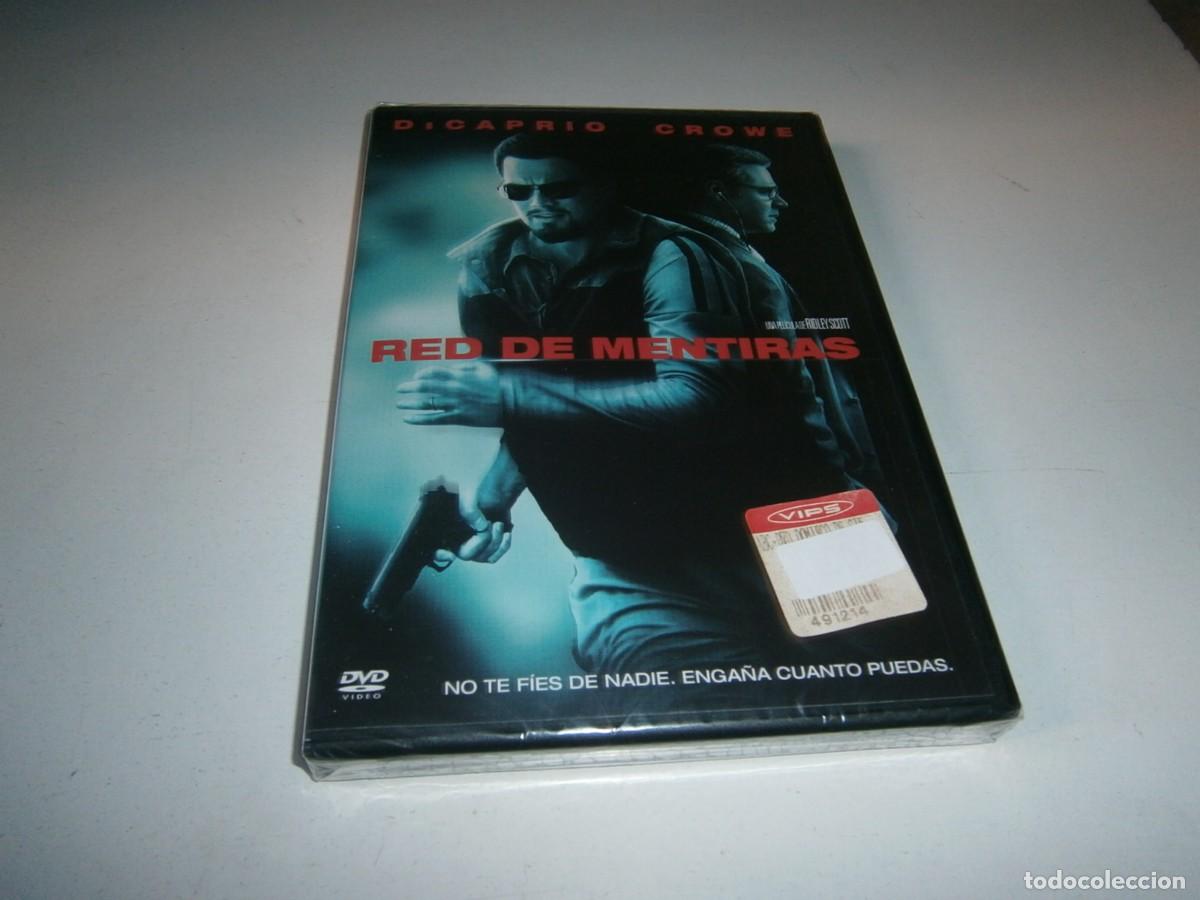 DiCAPRIO CROWE
UNA PELÍCULA DE RIDLEY SCOTT
RED DE MENTIRAS
VIPS
491214
DVD
VIDEO
NO TE FÍES DE NADIE. ENGAÑA CUANTO PUEDAS.
todocoleccion